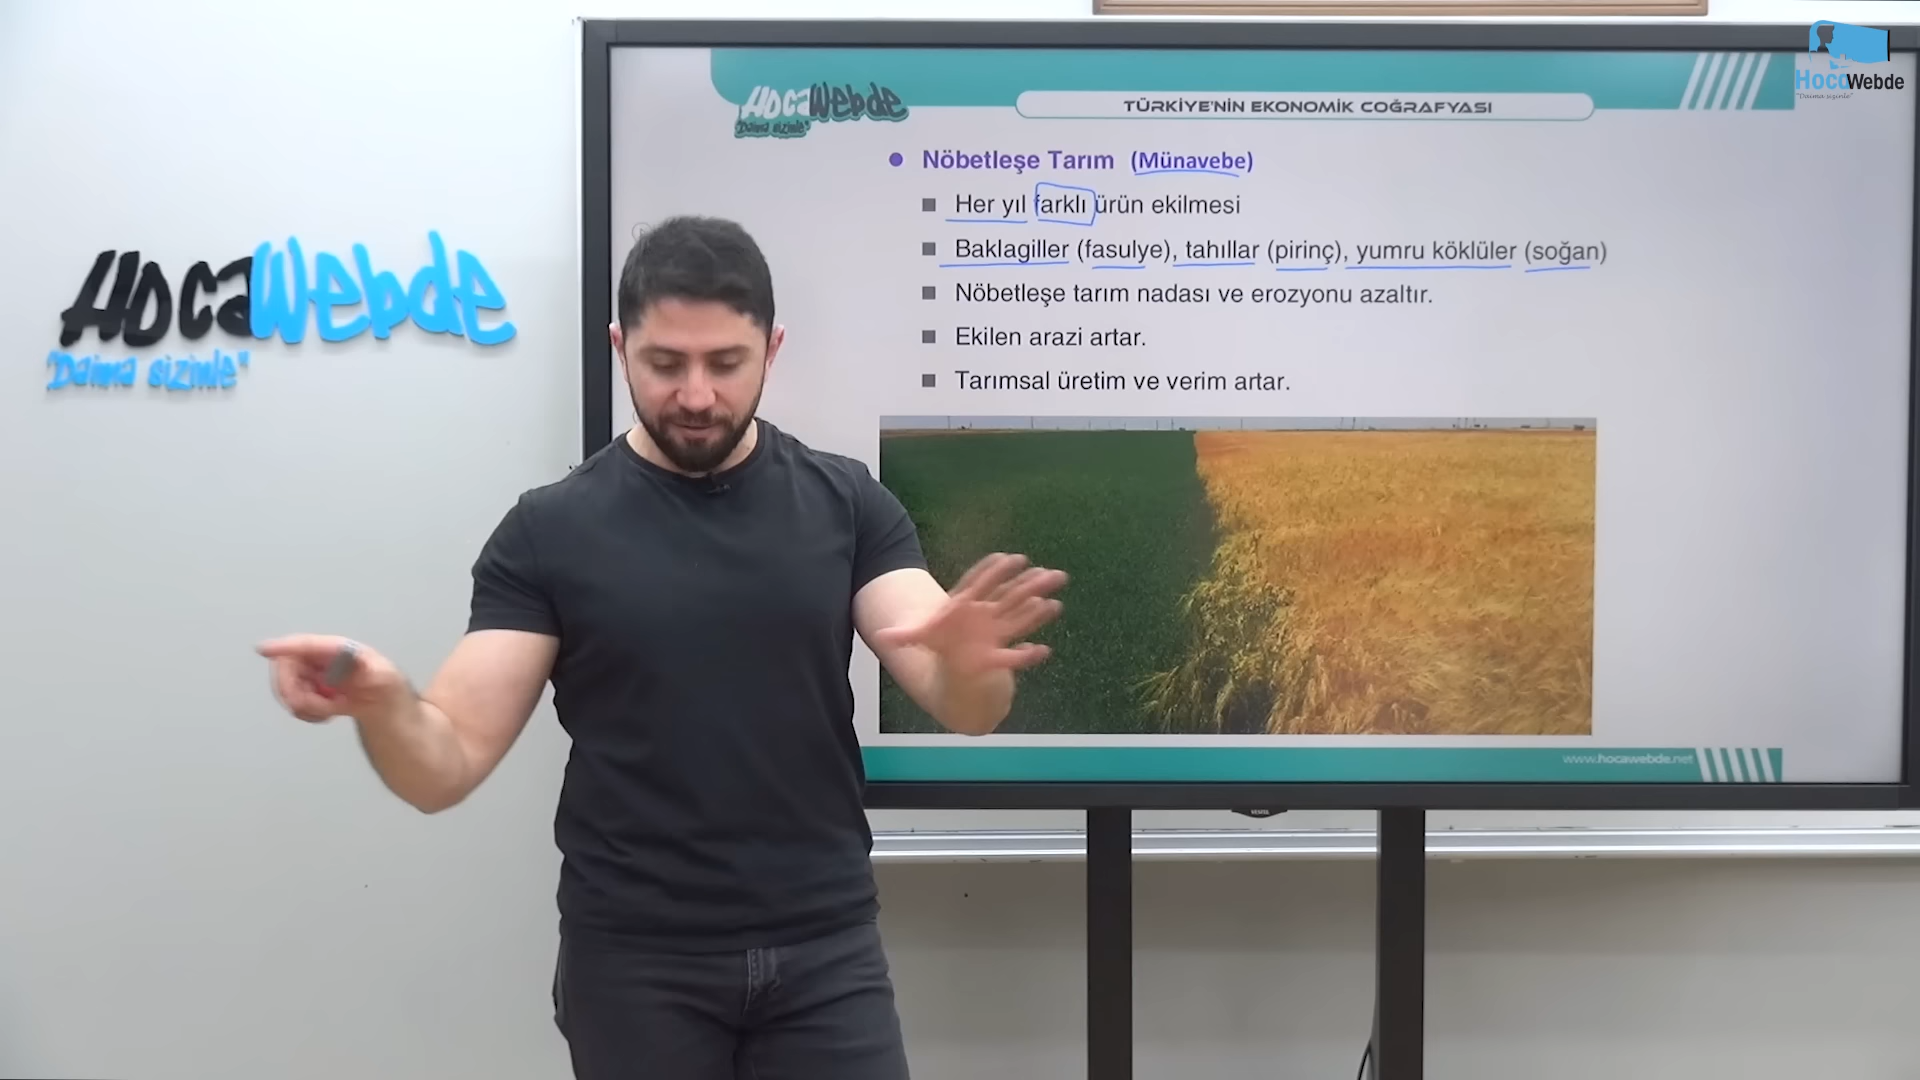 HocaWebde
"Daima sizinle"
HocaWebde
"Daima sizinle"
TÜRKİYE'NİN EKONOMİK COĞRAFYASI
HocaWebde
"Daima sizinle"
● Nöbetleşe Tarım (Münavebe)
■ Her yıl farklı ürün ekilmesi
■ Baklagiller (fasulye), tahıllar (pirinç), yumru köklüler (soğan)
■ Nöbetleşe tarım nadası ve erozyonu azaltır.
■ Ekilen arazi artar.
■ Tarımsal üretim ve verim artar.
www.hocawebde.net